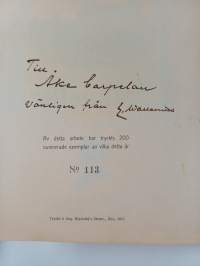 Till
Åke Carpelan
vänligen från
Av detta arbete har tryckts 200
numrerade exemplar av vilka detta är
No 113